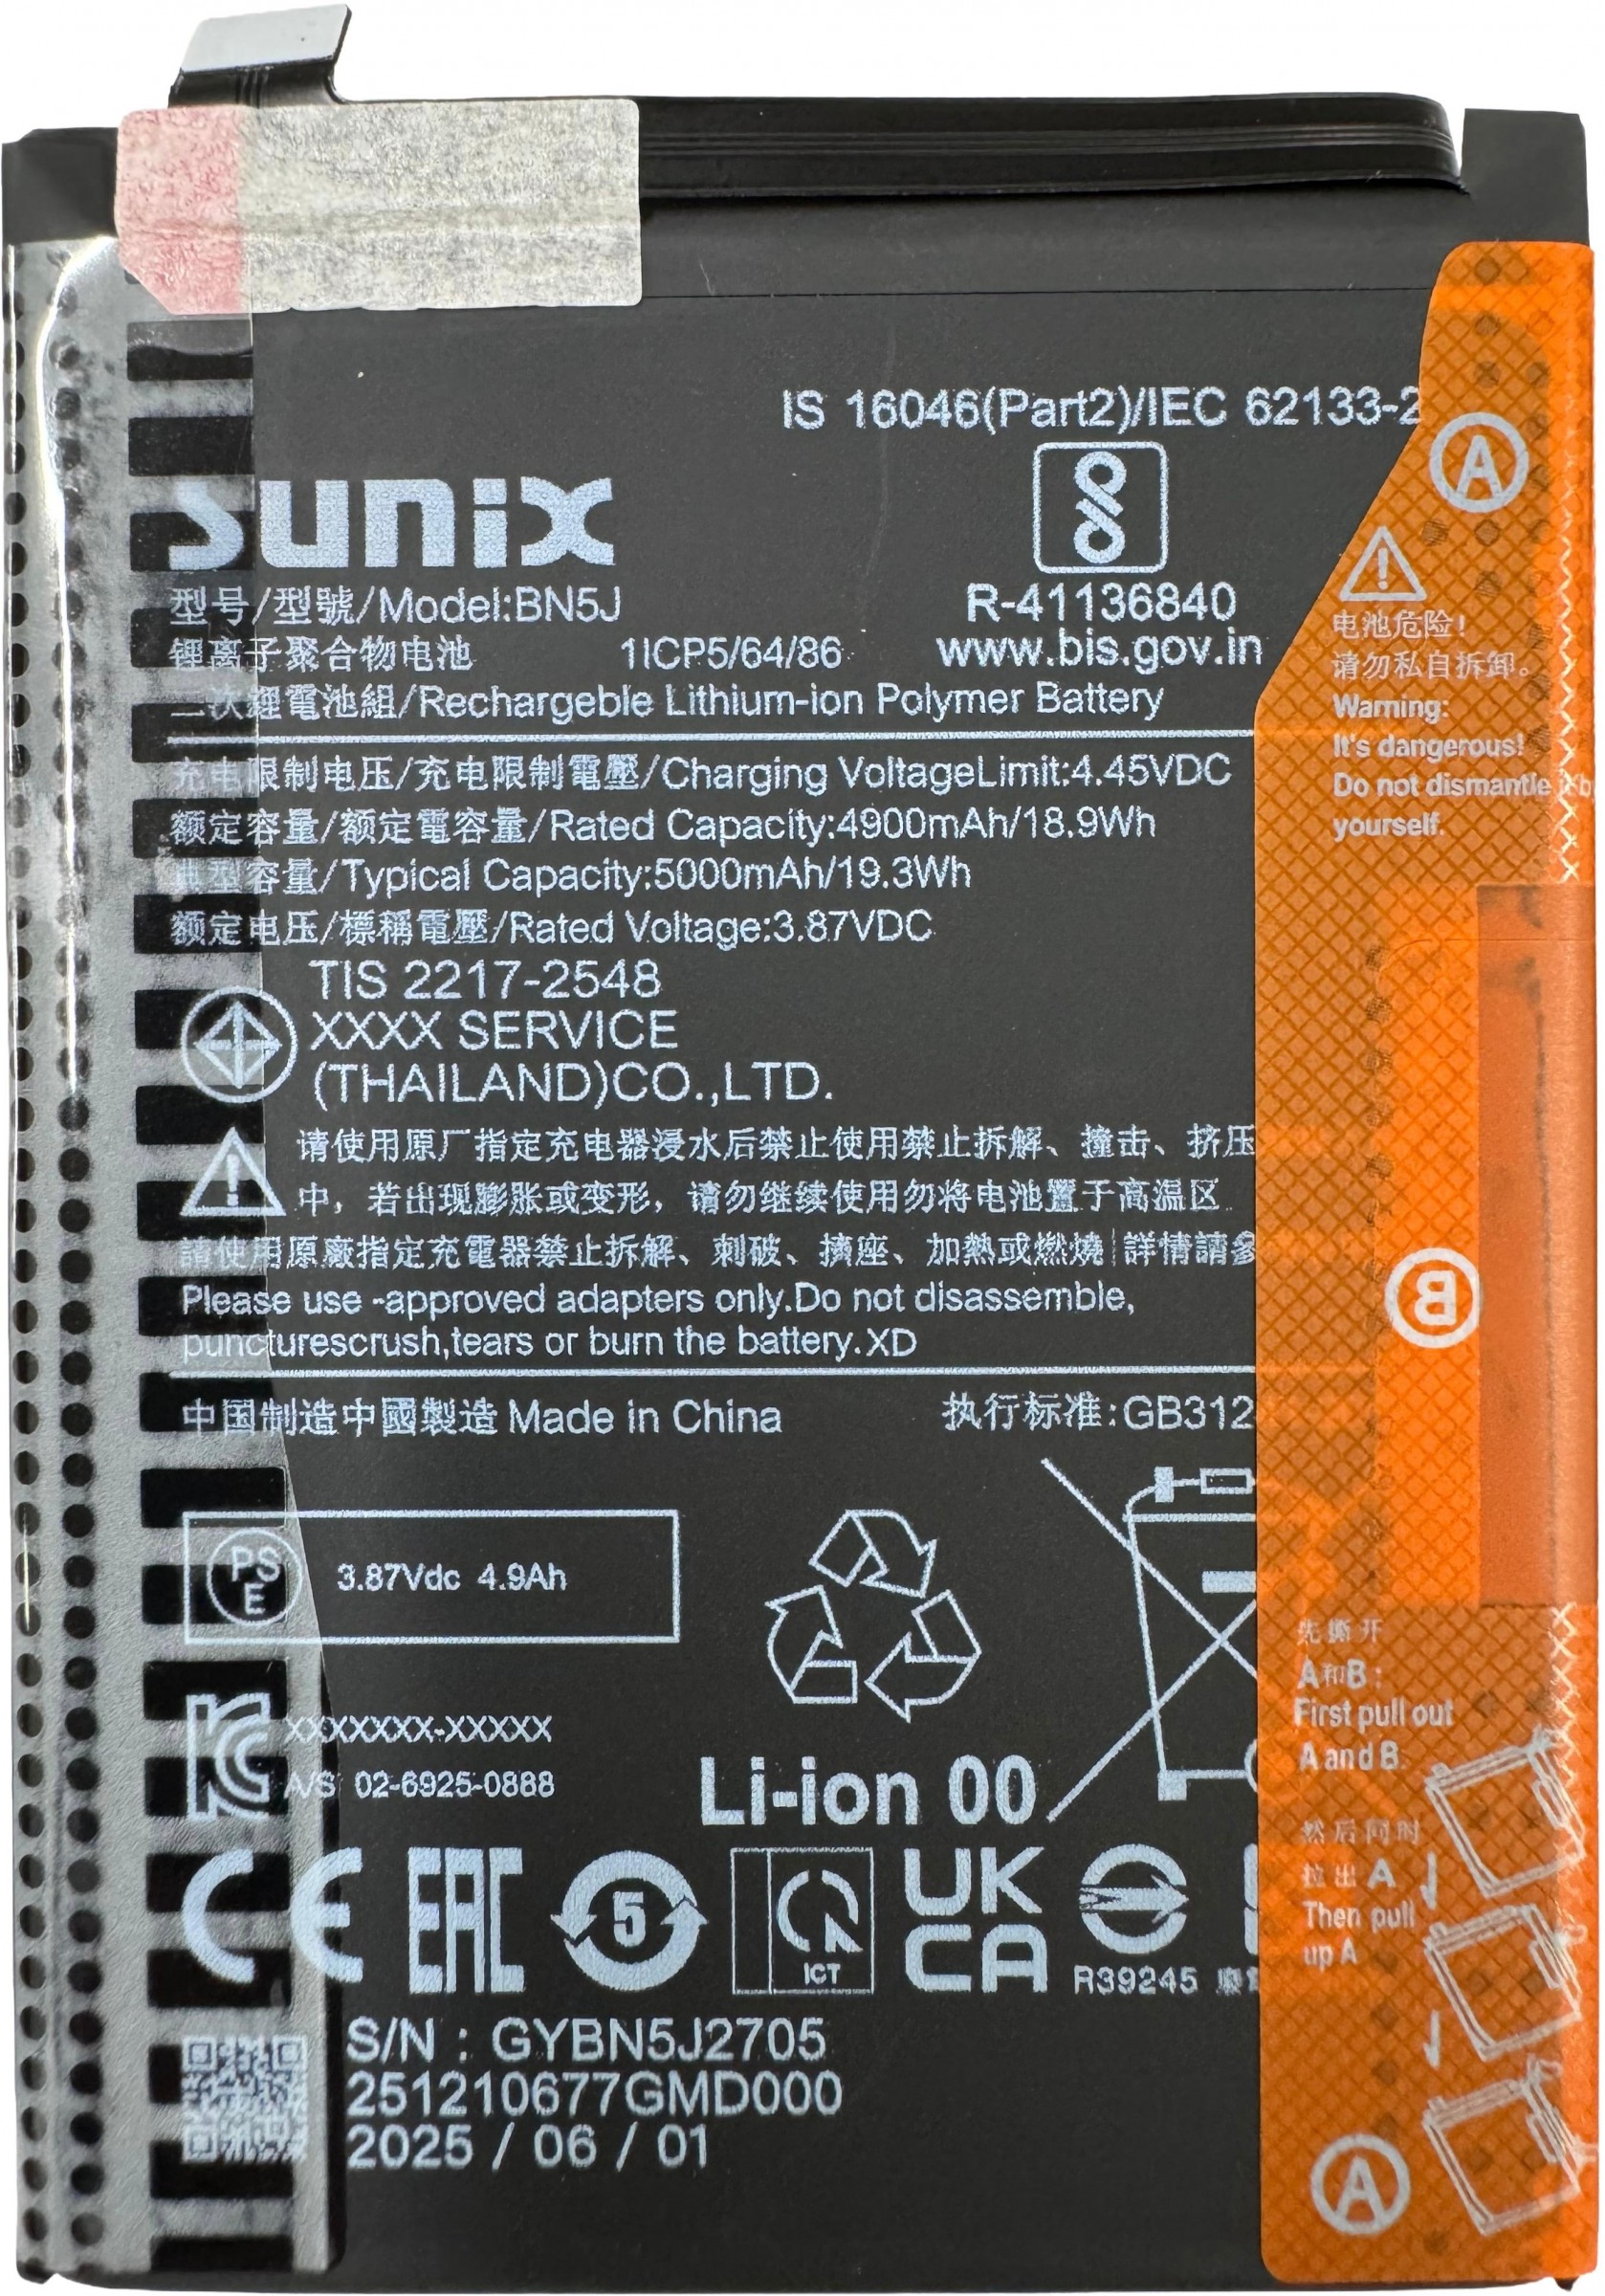 IS 16046(Part2)/IEC 62133-2
sunix
R-41136840
www.bis.gov.in
型号/型號/Model:BN5J
锂离子聚合物电池 1ICP5/64/86
二次鋰電池組/Rechargeble Lithium-ion Polymer Battery
充电限制电压/充电限制電壓/Charging VoltageLimit:4.45VDC
额定容量/额定電容量/Rated Capacity:4900mAh/18.9Wh
典型容量/Typical Capacity:5000mAh/19.3Wh
额定电压/標稱電壓/Rated Voltage:3.87VDC
TIS 2217-2548
XXXX SERVICE
(THAILAND)CO.,LTD.
请使用原厂指定充电器浸水后禁止使用禁止拆解、撞击、挤压
中，若出现膨胀或变形，请勿继续使用勿将电池置于高温区
請使用原廠指定充電器禁止拆解、刺破、擠座、加熱或燃燒 詳情請參
Please use -approved adapters only.Do not disassemble,
puncturescrush,tears or burn the battery.XD
中国制造中國製造 Made in China
执行标准:GB312
PS
E
3.87Vdc 4.9Ah
XXXXXXX-XXXXX
A/S 02-6925-0888
Li-ion 00
CE EAC 5 ICT UK
CA
R39245
S/N : GYBN5J2705
251210677GMD000
2025 / 06 / 01
A
电池危险!
请勿私自拆卸。
Warning:
It's dangerous!
Do not dismantle by
yourself.
B
先撕开
A和B:
First pull out
A and B.
然后同时
拉出 A
Then pull
up A
A